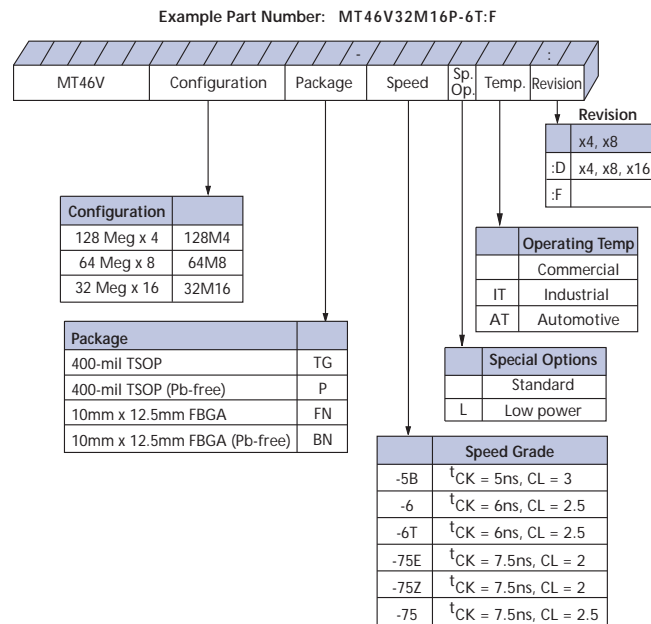 Example Part Number: MT46V32M16P-6T:F
- :
MT46V Configuration Package Speed Sp. Op. Temp. Revision
Revision
x4, x8
:D x4, x8, x16
:F
Configuration
128 Meg x 4 128M4
64 Meg x 8 64M8
32 Meg x 16 32M16
Operating Temp
Commercial
IT Industrial
AT Automotive
Package
400-mil TSOP TG
400-mil TSOP (Pb-free) P
10mm x 12.5mm FBGA FN
10mm x 12.5mm FBGA (Pb-free) BN
Special Options
Standard
L Low power
Speed Grade
-5B tCK = 5ns, CL = 3
-6 tCK = 6ns, CL = 2.5
-6T tCK = 6ns, CL = 2.5
-75E tCK = 7.5ns, CL = 2
-75Z tCK = 7.5ns, CL = 2
-75 tCK = 7.5ns, CL = 2.5